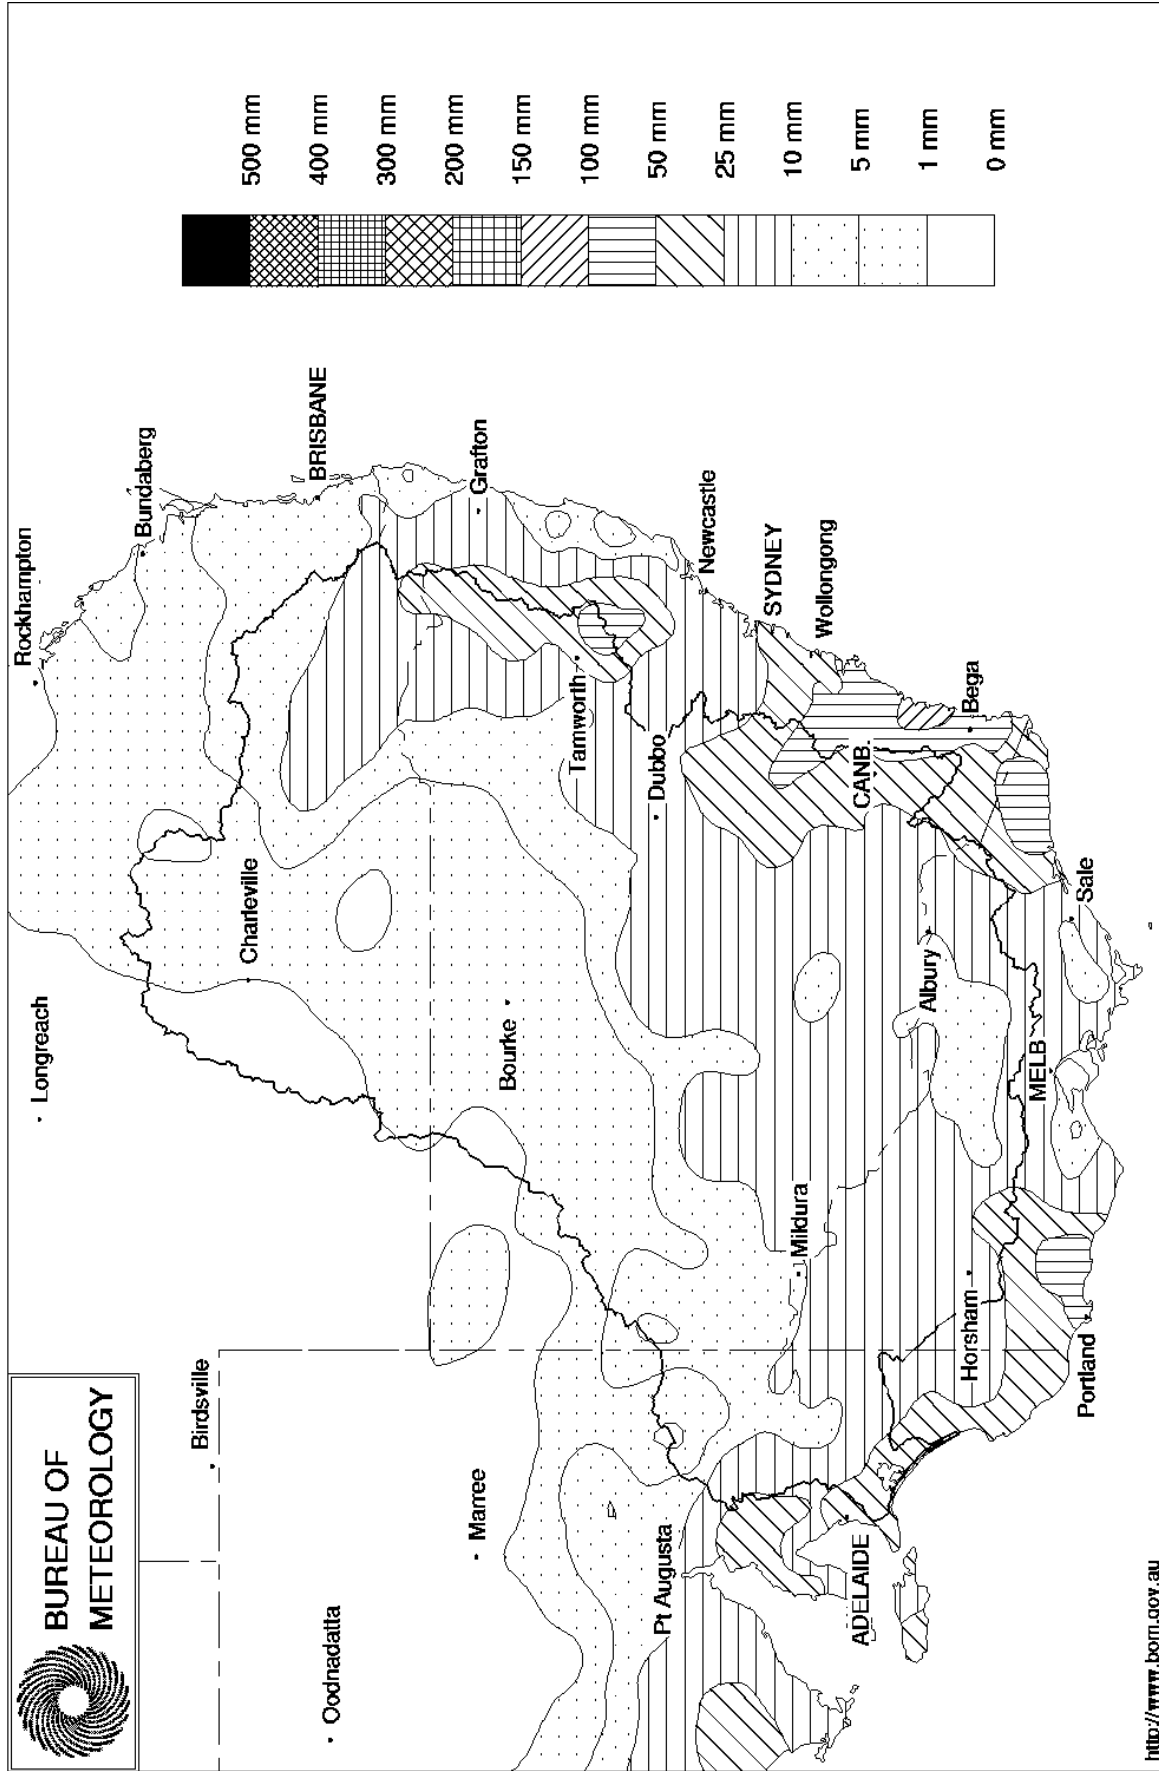 BUREAU OF
METEOROLOGY
500 mm
400 mm
300 mm
200 mm
150 mm
100 mm
50 mm
25 mm
10 mm
5 mm
1 mm
0 mm
Rockhampton
Longreach
Bundaberg
Birdsville
Charleville
BRISBANE
Oodnadatta
Marree
Bourke
Grafton
Tamworth
Dubbo
Newcastle
Pt Augusta
SYDNEY
Mildura
Wollongong
ADELAIDE
CANB.
Albury
Horsham
Bega
MELB
Portland
Sale
http://www.bom.gov.au